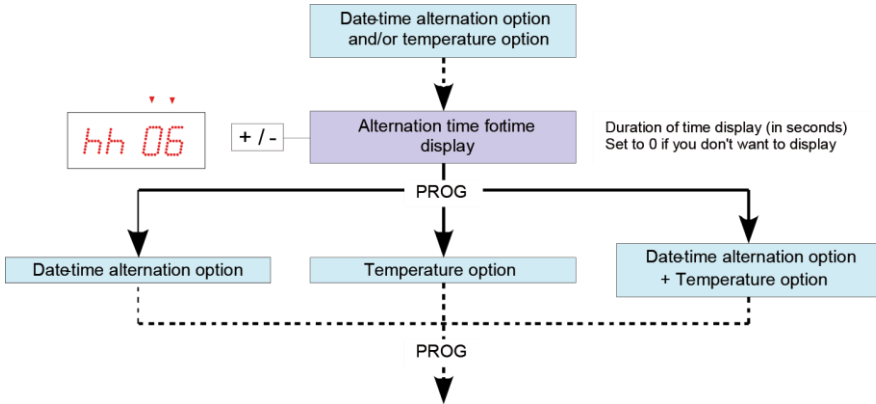 Date-time alternation option
and/or temperature option
hh 06
+ / -
Alternation time fortime
display
Duration of time display (in seconds)
Set to 0 if you don't want to display
PROG
Date-time alternation option
Temperature option
Date-time alternation option
+ Temperature option
PROG